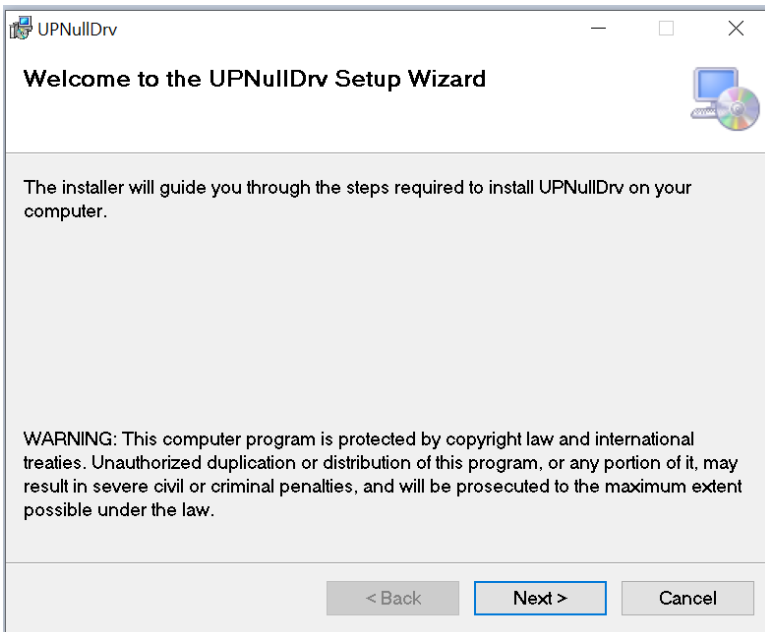 UPNullDrv
Welcome to the UPNullDrv Setup Wizard
The installer will guide you through the steps required to install UPNullDrv on your
computer.
WARNING: This computer program is protected by copyright law and international
treaties. Unauthorized duplication or distribution of this program, or any portion of it, may
result in severe civil or criminal penalties, and will be prosecuted to the maximum extent
possible under the law.
< Back Next > Cancel